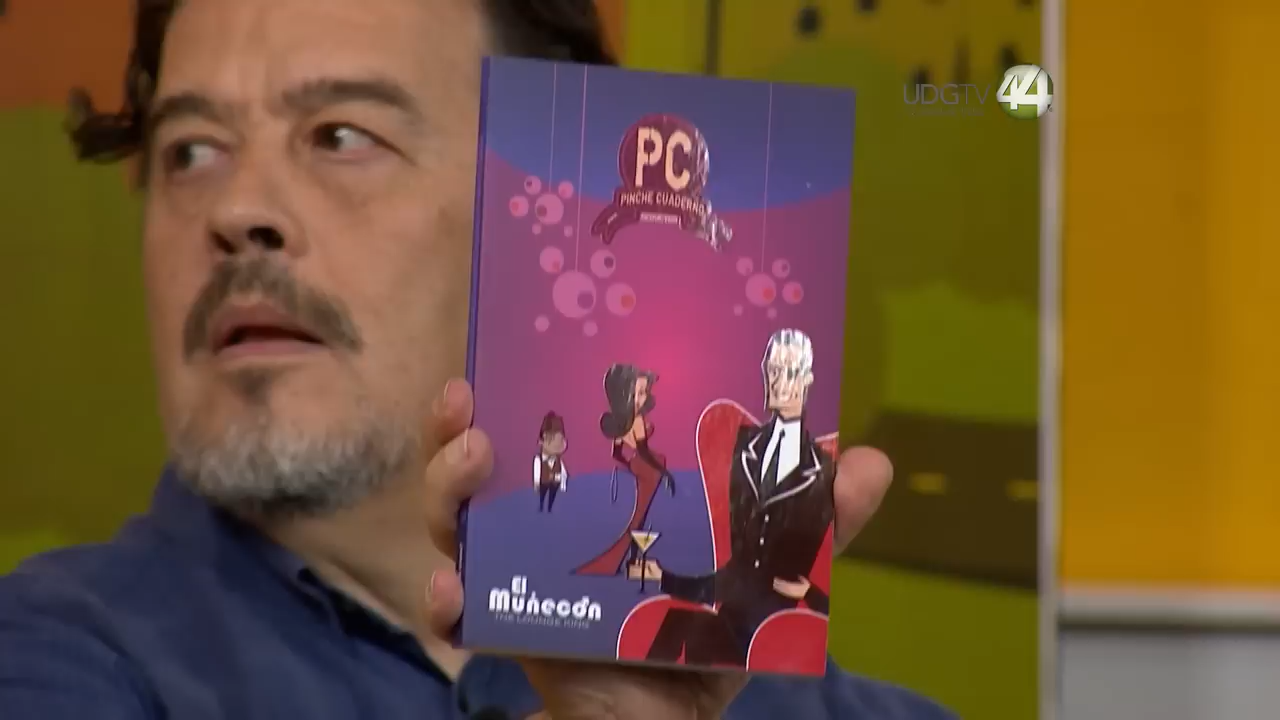 UDGTV 44
PC
PINCHE CUADERNO
El
Muñecón
THE LOUNGE KING